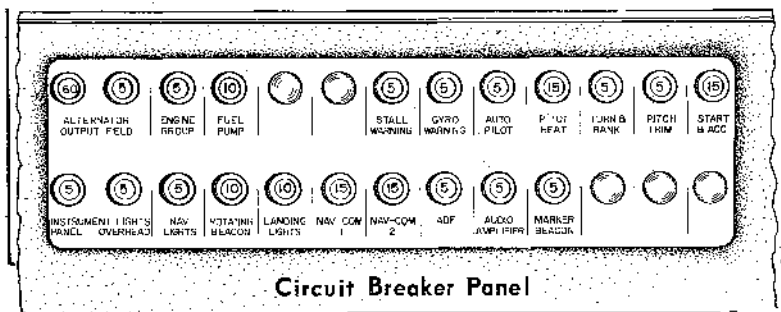 60 5 5 10 5 5 5 15 5 5 15
ALTERNATOR ENGINE FUEL STALL GYRO AUTO PITOT TURN & PITCH START
OUTPUT FIELD GROUP PUMP WARNING WARNING PILOT HEAT BANK TRIM & ACC
5 5 5 10 10 15 15 5 5 5
INSTRUMENT LIGHTS NAV ROTATING LANDING NAV-COM NAV-COM ADF AUDIO MARKER
PANEL OVERHEAD LIGHTS BEACON LIGHTS 1 2 AMPLIFIER BEACON
Circuit Breaker Panel